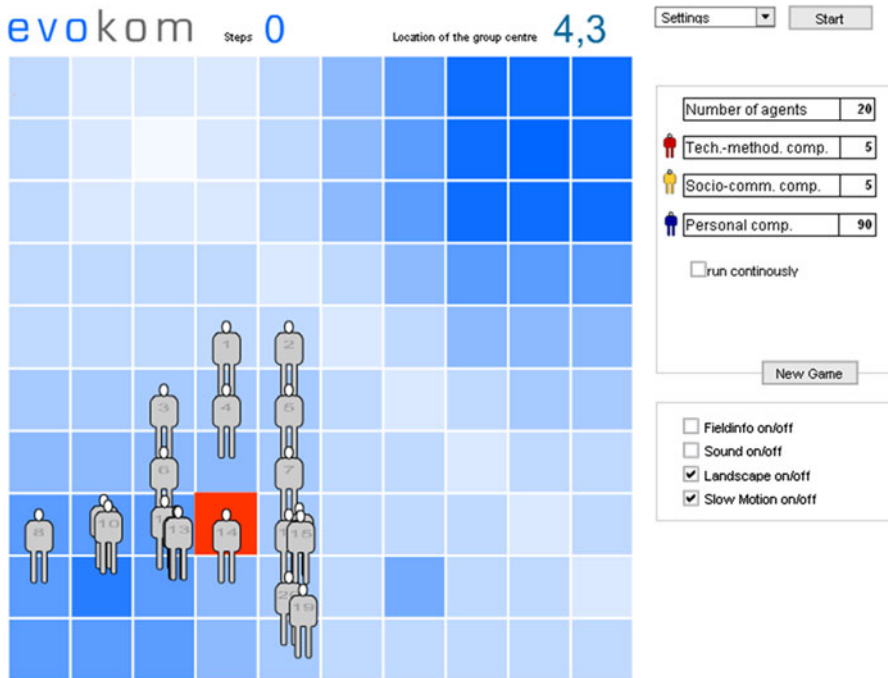 evokom Steps 0 Location of the group centre 4,3
Settings Start
Number of agents 20
Tech.-method. comp. 5
Socio-comm. comp. 5
Personal comp. 90
run continously
New Game
Fieldinfo on/off
Sound on/off
Landscape on/off
Slow Motion on/off
1 2
3 4 5
6 7
8 10 13 14 15
19